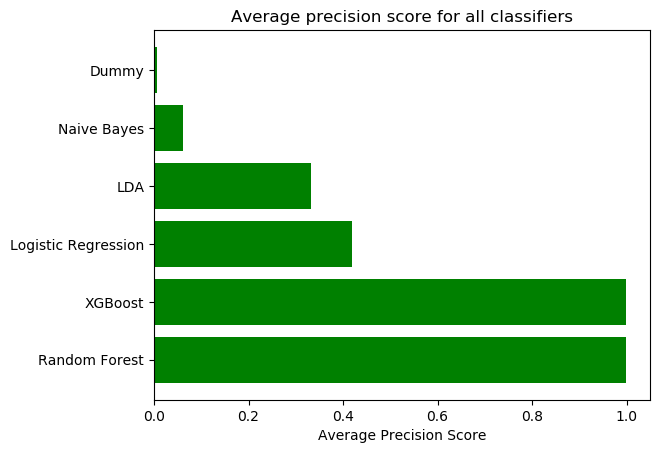 Average precision score for all classifiers
Dummy
Naive Bayes
LDA
Logistic Regression
XGBoost
Random Forest
0.0 0.2 0.4 0.6 0.8 1.0
Average Precision Score